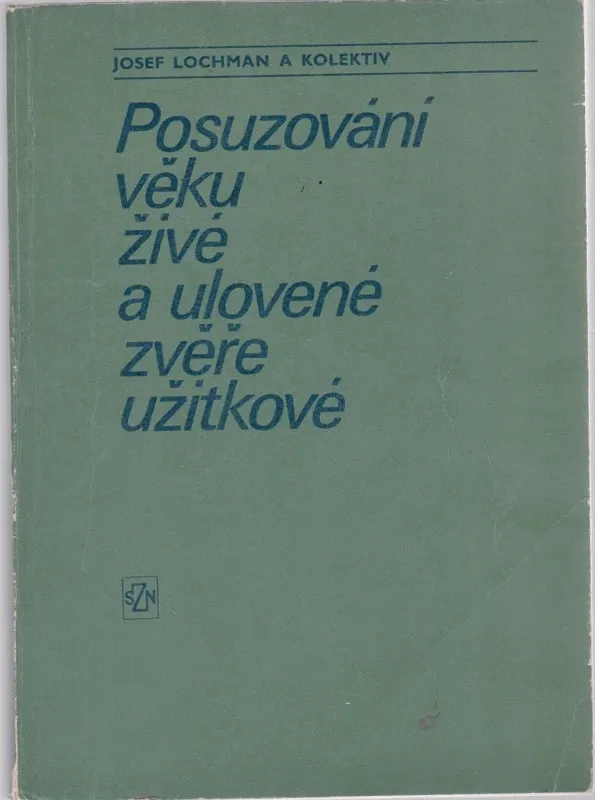 JOSEF LOCHMAN A KOLEKTIV
Posuzování
věku
živé
a ulovené
zvěře
užitkové
SZN